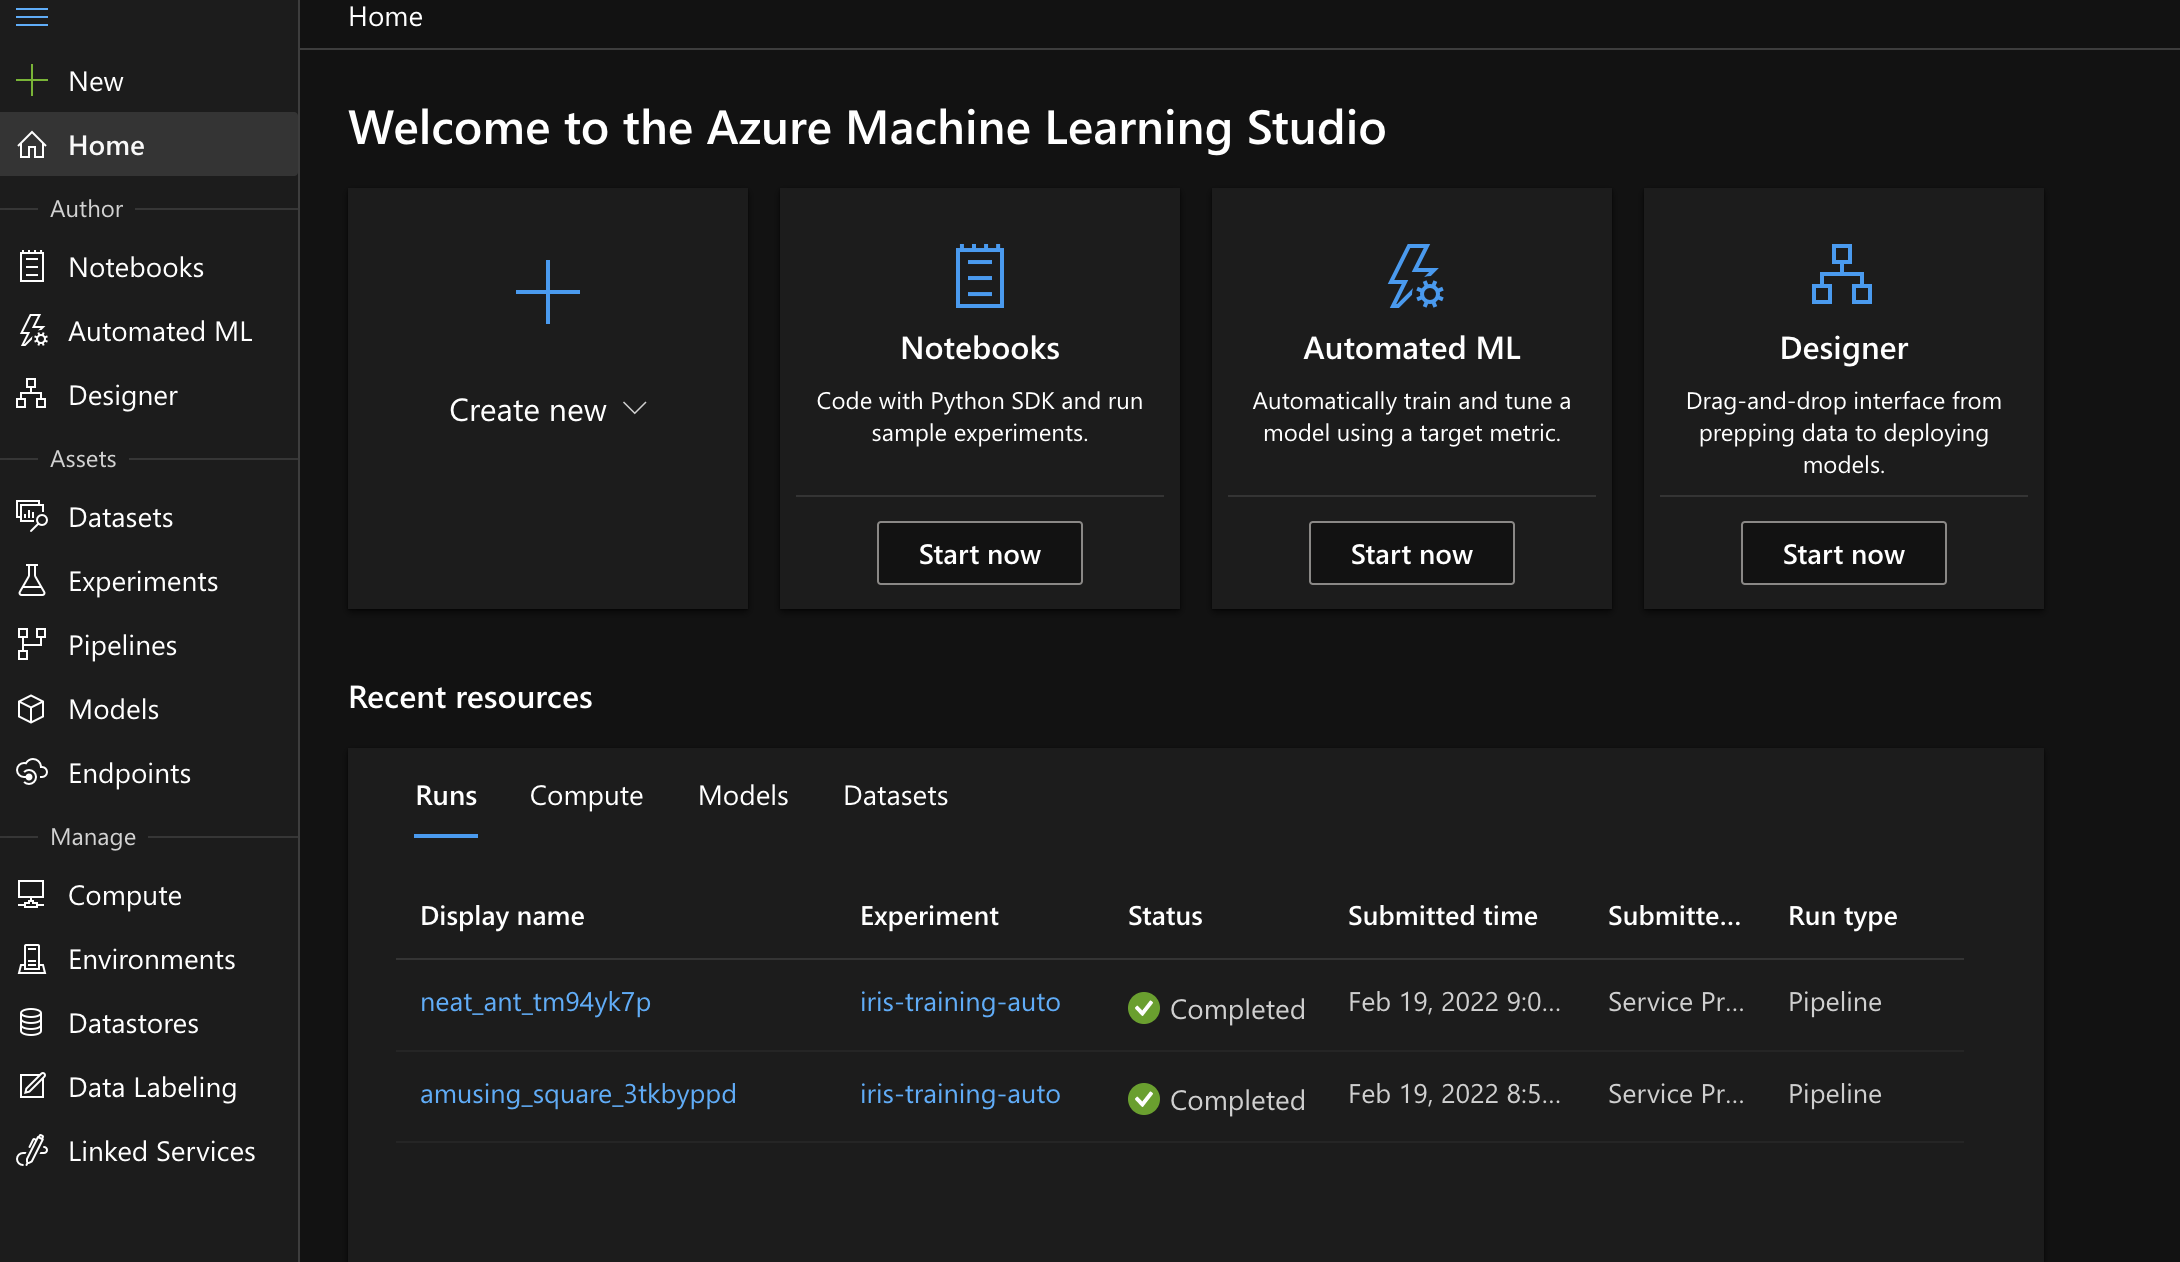 Home
New
Home
Author
Notebooks
Automated ML
Designer
Assets
Datasets
Experiments
Pipelines
Models
Endpoints
Manage
Compute
Environments
Datastores
Data Labeling
Linked Services
Welcome to the Azure Machine Learning Studio
Create new
Notebooks
Code with Python SDK and run
sample experiments.
Start now
Automated ML
Automatically train and tune a
model using a target metric.
Start now
Designer
Drag-and-drop interface from
prepping data to deploying
models.
Start now
Recent resources
Runs Compute Models Datasets
Display name Experiment Status Submitted time Submitte... Run type
neat_ant_tm94yk7p iris-training-auto Completed Feb 19, 2022 9:0... Service Pr... Pipeline
amusing_square_3tkbyppd iris-training-auto Completed Feb 19, 2022 8:5... Service Pr... Pipeline